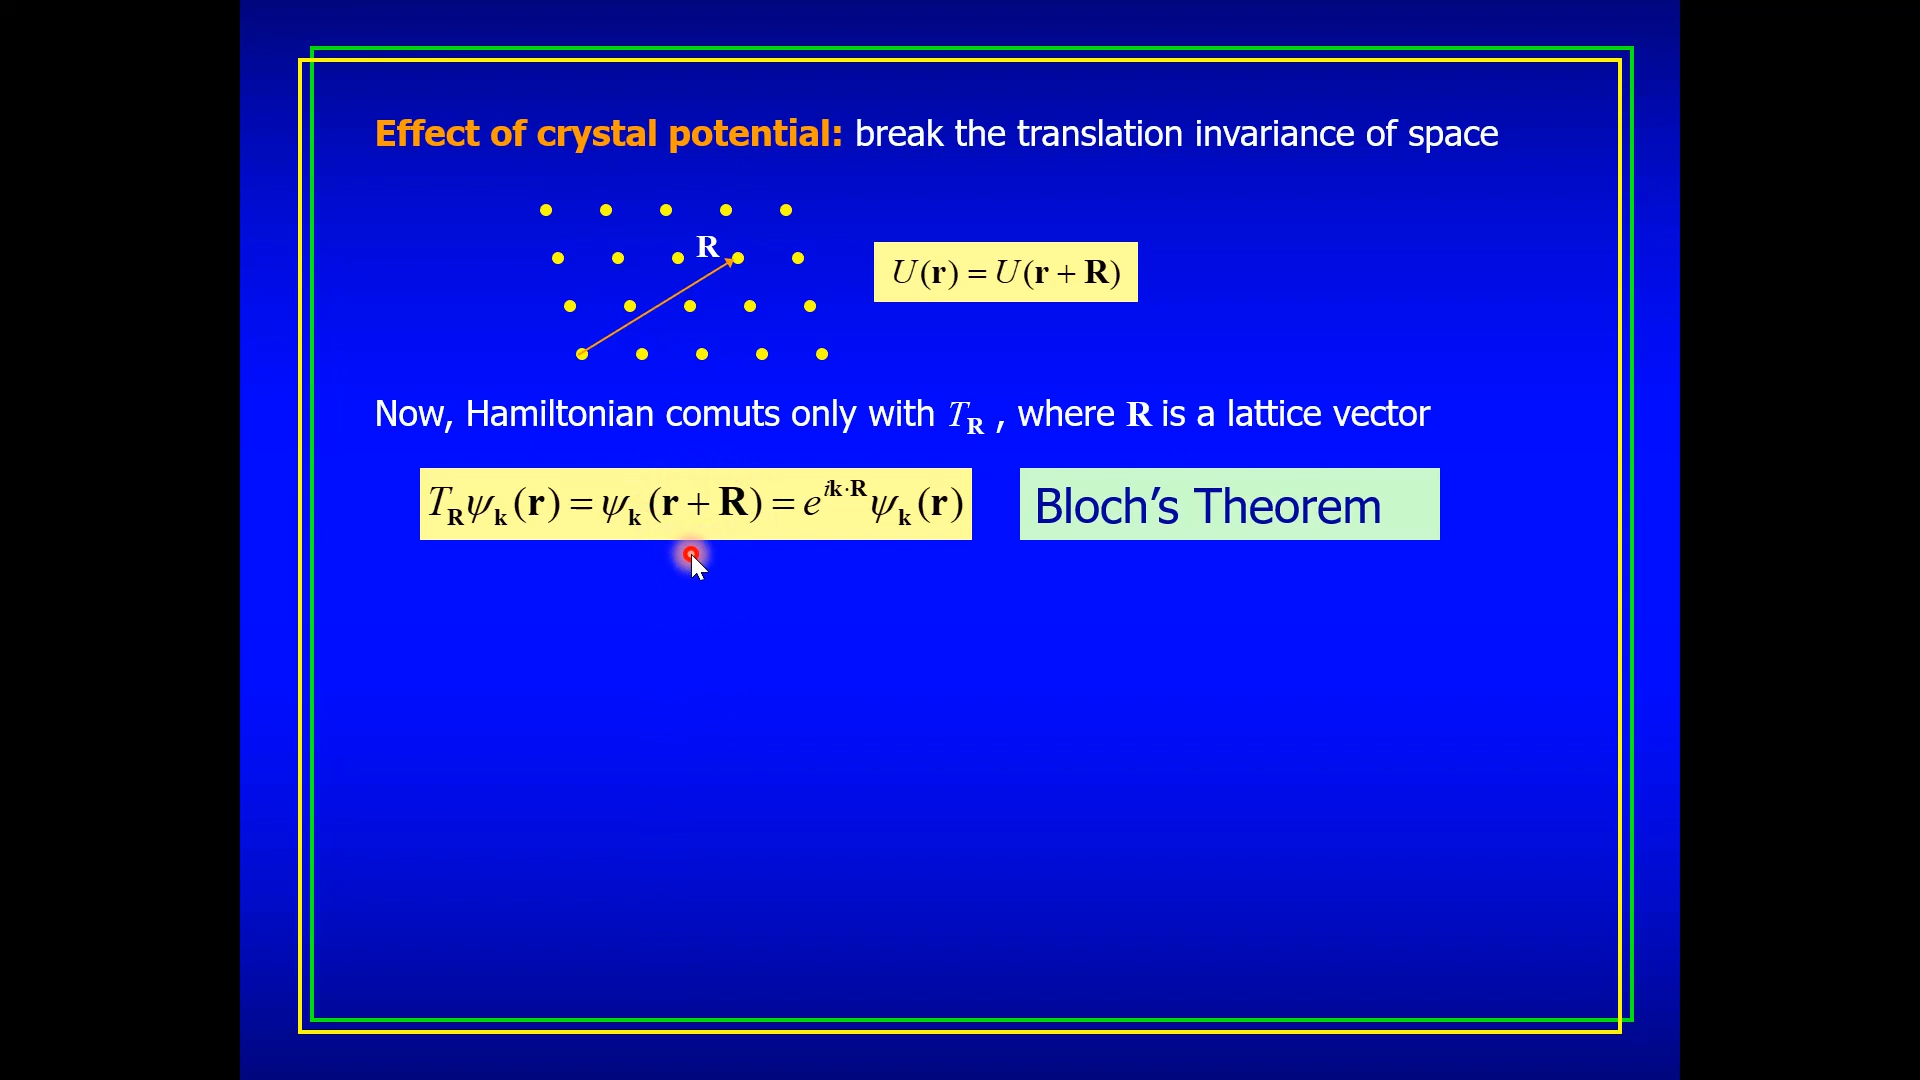 Effect of crystal potential: break the translation invariance of space
R
U(r) = U(r + R)
Now, Hamiltonian comuts only with T_R , where R is a lattice vector
T_R ψ_k (r) = ψ_k (r + R) = e^{ik·R} ψ_k (r)
Bloch’s Theorem